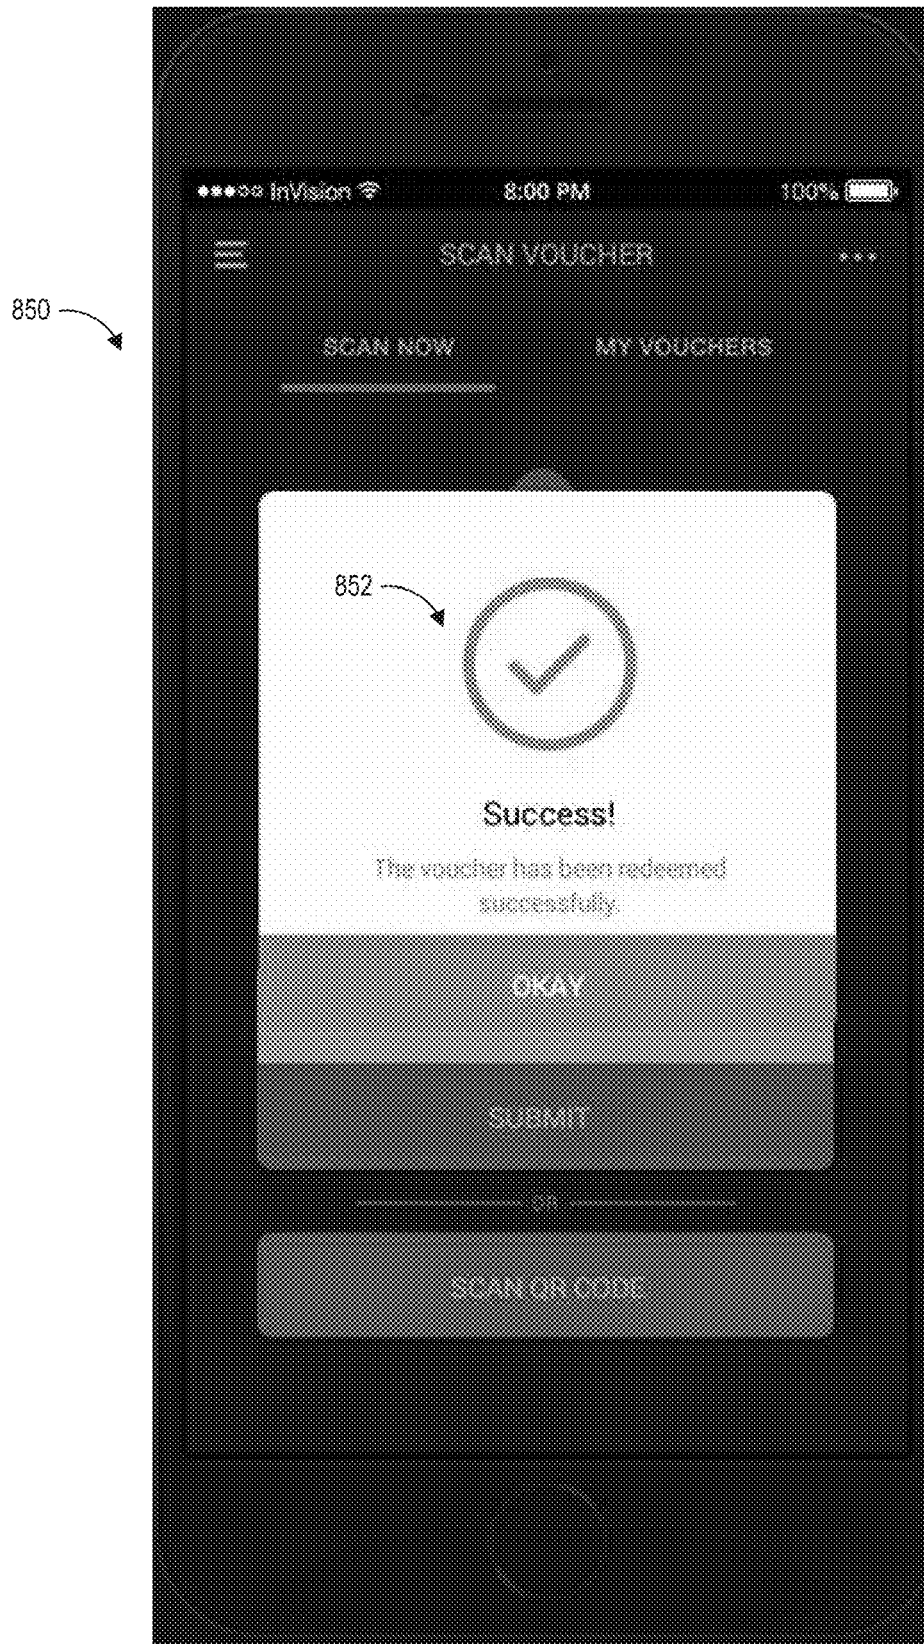 InVision 8:00 PM 100%
SCAN VOUCHER
850
SCAN NOW MY VOUCHERS
852
Success!
The voucher has been redeemed
successfully.
OKAY
SUBMIT
OR
SCAN QR CODE